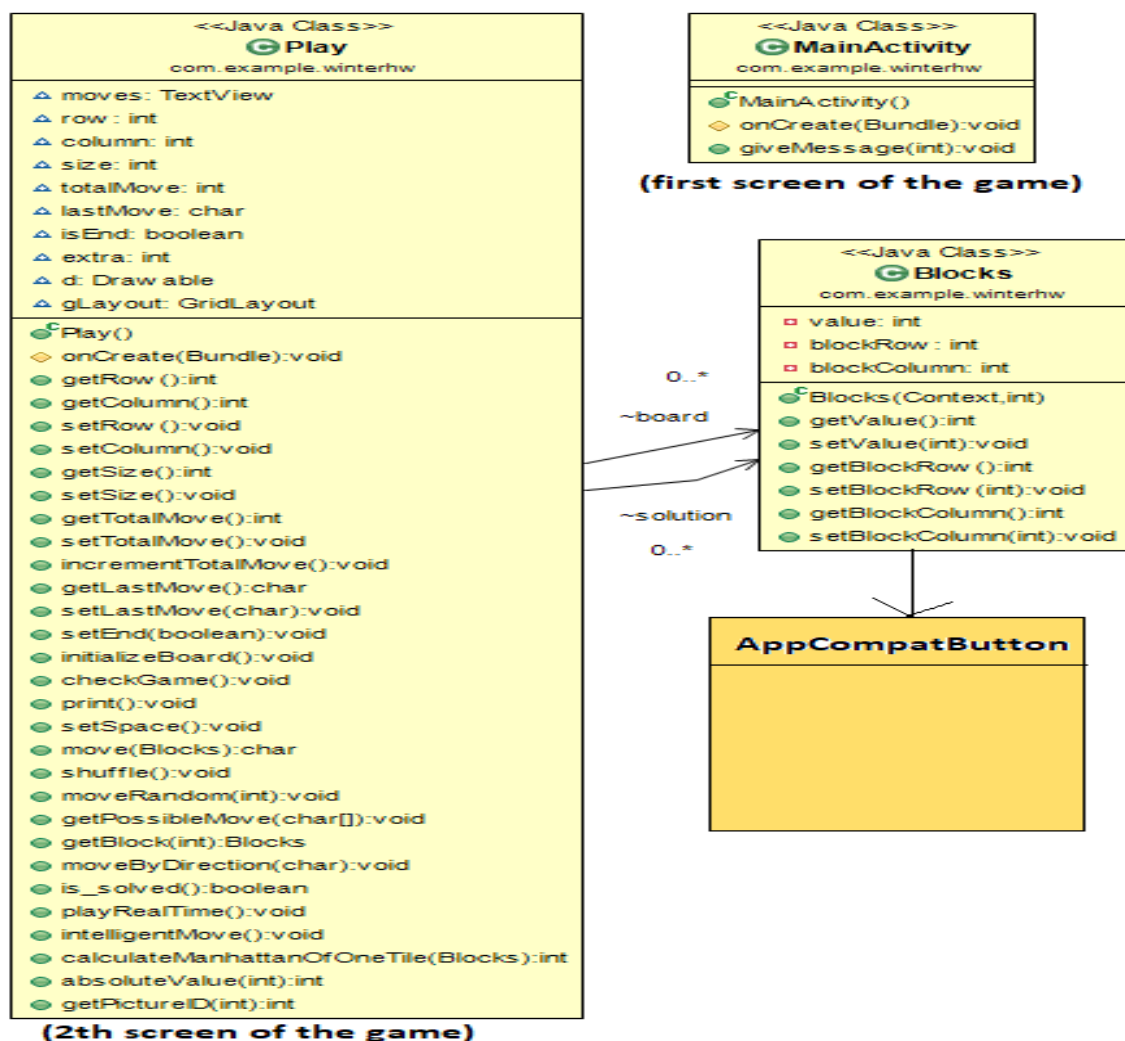 <<Java Class>>
Play
com.example.winterhw
moves: TextView
row : int
column: int
size: int
totalMove: int
lastMove: char
isEnd: boolean
extra: int
d: Draw able
gLayout: GridLayout
Play()
onCreate(Bundle):void
getRow ():int
getColumn():int
setRow ():void
setColumn():void
getSize():int
setSize():void
getTotalMove():int
setTotalMove():void
incrementTotalMove():void
getLastMove():char
setLastMove(char):void
setEnd(boolean):void
initializeBoard():void
checkGame():void
print():void
setSpace():void
move(Blocks):char
shuffle():void
moveRandom(int):void
getPossibleMove(char[]):void
getBlock(int):Blocks
moveByDirection(char):void
is_solved():boolean
playRealTime():void
intelligentMove():void
calculateManhattanOfOneTile(Blocks):int
absoluteValue(int):int
getPictureID(int):int
(2th screen of the game)
<<Java Class>>
MainActivity
com.example.winterhw
MainActivity()
onCreate(Bundle):void
giveMessage(int):void
(first screen of the game)
0..*
~board
~solution
0..*
<<Java Class>>
Blocks
com.example.winterhw
value: int
blockRow : int
blockColumn: int
Blocks(Context,int)
getValue():int
setValue(int):void
getBlockRow ():int
setBlockRow (int):void
getBlockColumn():int
setBlockColumn(int):void
AppCompatButton